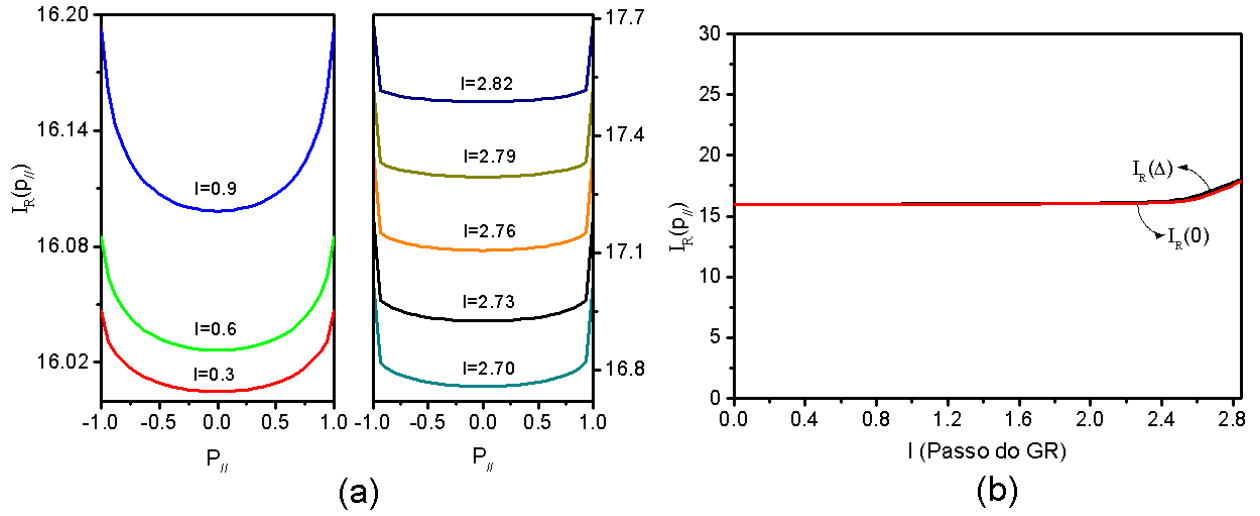 16.20
16.14
16.08
16.02
I_R(p_//)
l=0.9
l=0.6
l=0.3
-1.0 -0.5 0.0 0.5 1.0
P_//
17.7
17.4
17.1
16.8
l=2.82
l=2.79
l=2.76
l=2.73
l=2.70
-1.0 -0.5 0.0 0.5 1.0
P_//
(a)
30
25
20
15
10
5
0
I_R(p_//)
I_R(Δ)
I_R(0)
0.0 0.4 0.8 1.2 1.6 2.0 2.4 2.8
l (Passo do GR)
(b)